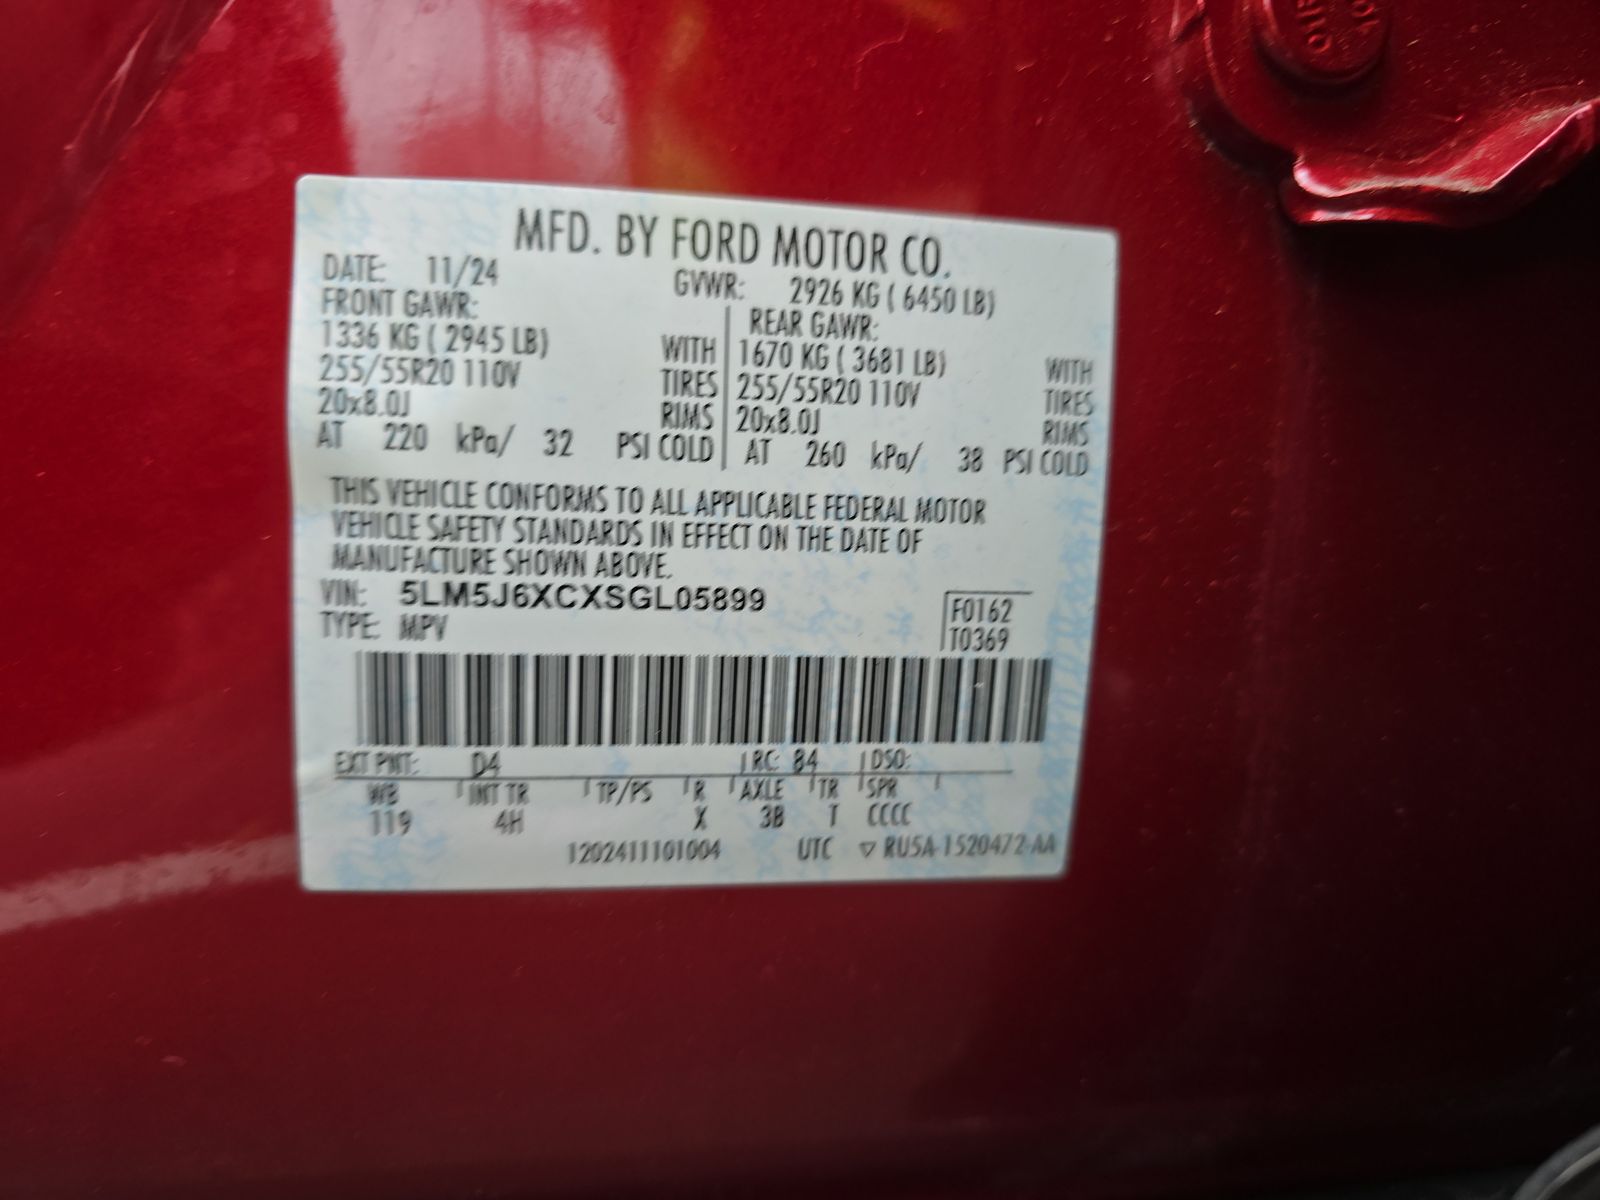 MFD. BY FORD MOTOR CO.
DATE: 11/24 GVWR: 2926 KG ( 6450 LB)
FRONT GAWR: REAR GAWR:
1336 KG ( 2945 LB) WITH 1670 KG ( 3681 LB) WITH
255/55R20 110V TIRES 255/55R20 110V TIRES
20x8.0J RIMS 20x8.0J RIMS
AT 220 kPa/ 32 PSI COLD AT 260 kPa/ 38 PSI COLD
THIS VEHICLE CONFORMS TO ALL APPLICABLE FEDERAL MOTOR
VEHICLE SAFETY STANDARDS IN EFFECT ON THE DATE OF
MANUFACTURE SHOWN ABOVE.
VIN: 5LM5J6XCXSGL05899 F0162
TYPE: MPV T0369
EXT PNT: D4 RC: 84 DSO:
WB INT TR TP/PS R AXLE TR SPR
119 4H X 3B T CCCC
1202411101004 UTC ▽ RU5A-1520472-AA